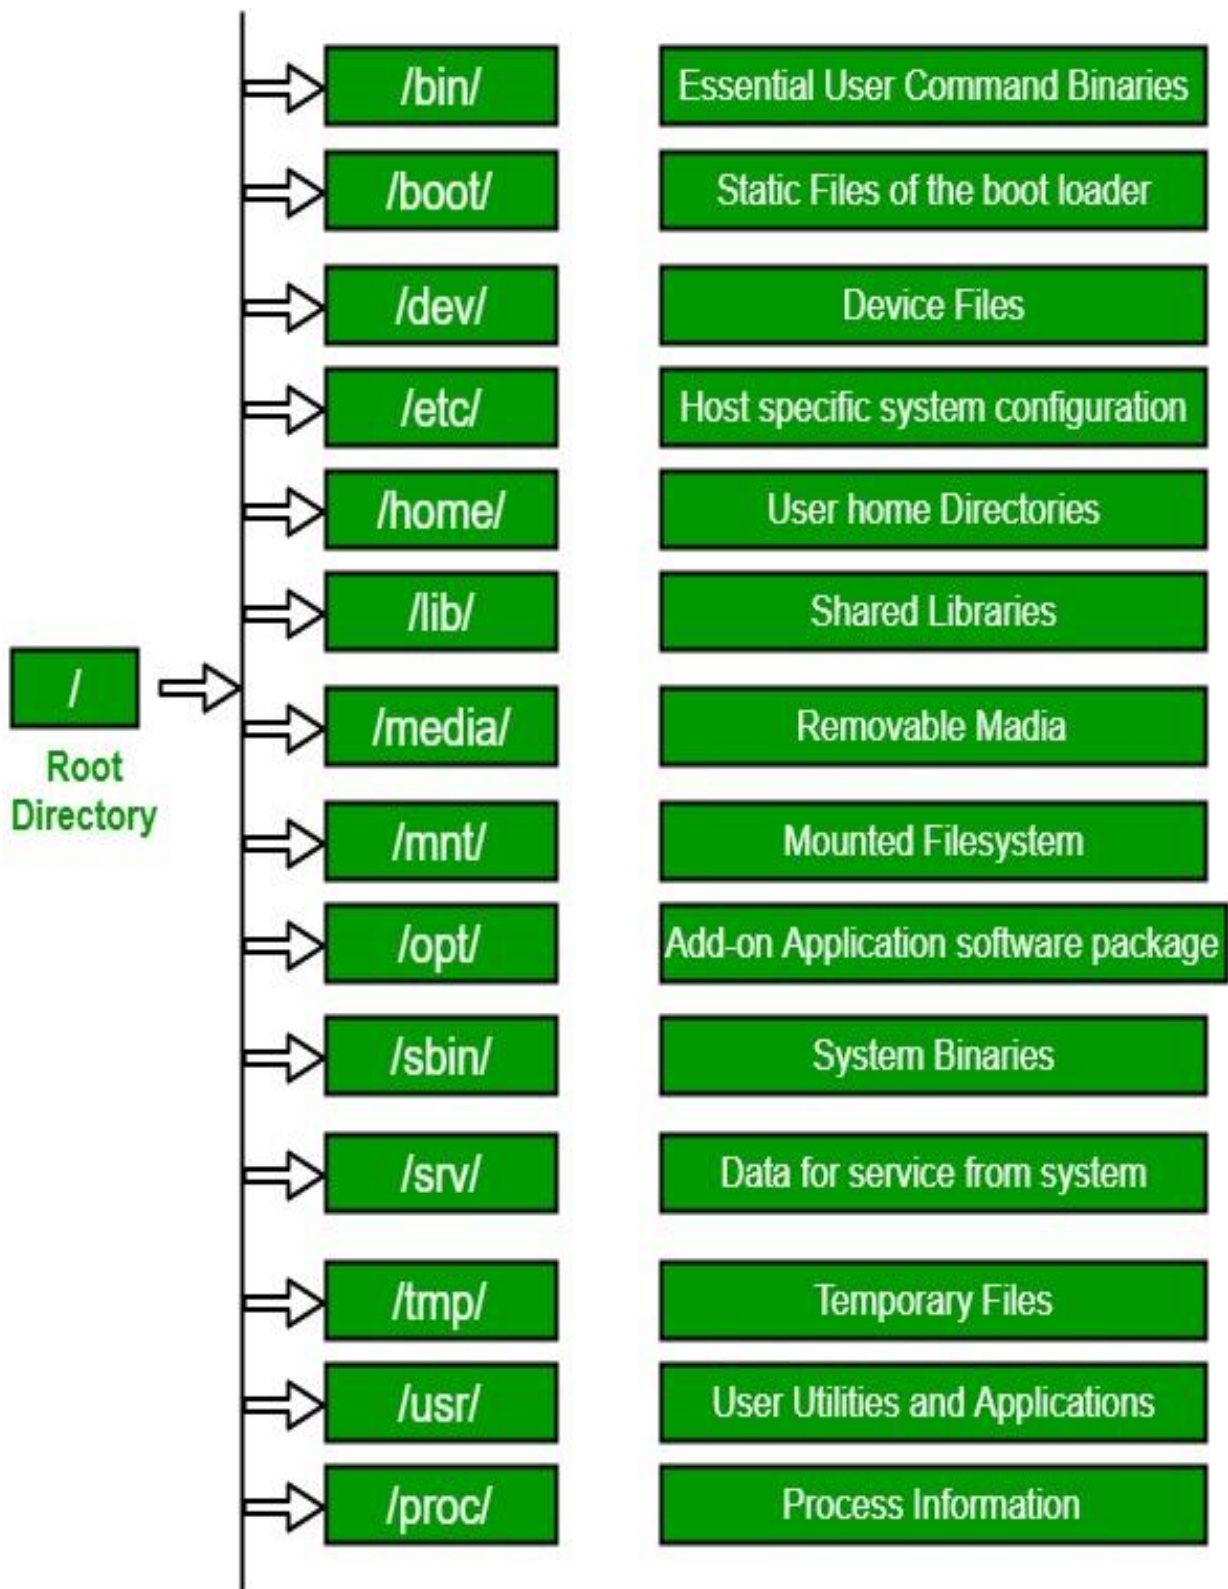 /bin/ Essential User Command Binaries
/boot/ Static Files of the boot loader
/dev/ Device Files
/etc/ Host specific system configuration
/home/ User home Directories
/lib/ Shared Libraries
/
Root
Directory
/media/ Removable Madia
/mnt/ Mounted Filesystem
/opt/ Add-on Application software package
/sbin/ System Binaries
/srv/ Data for service from system
/tmp/ Temporary Files
/usr/ User Utilities and Applications
/proc/ Process Information